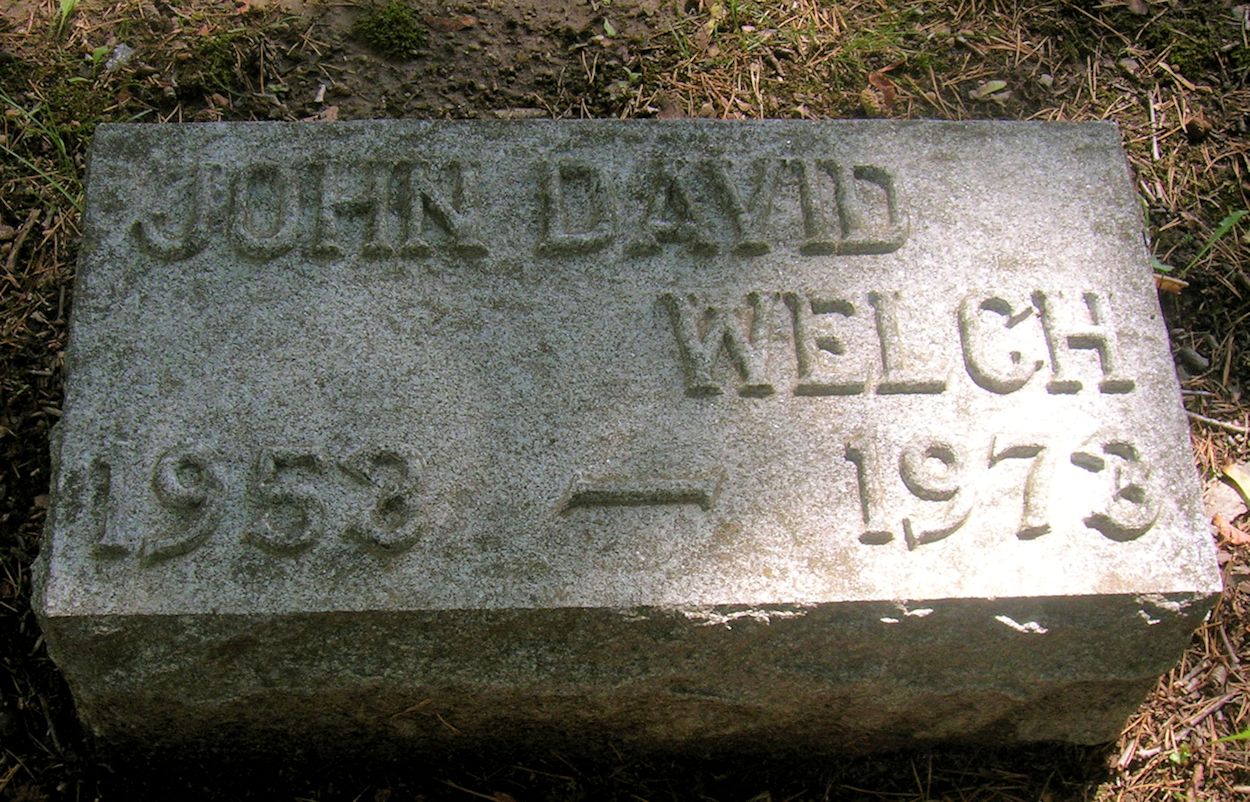 JOHN DAVID
WELCH
1953 — 1973